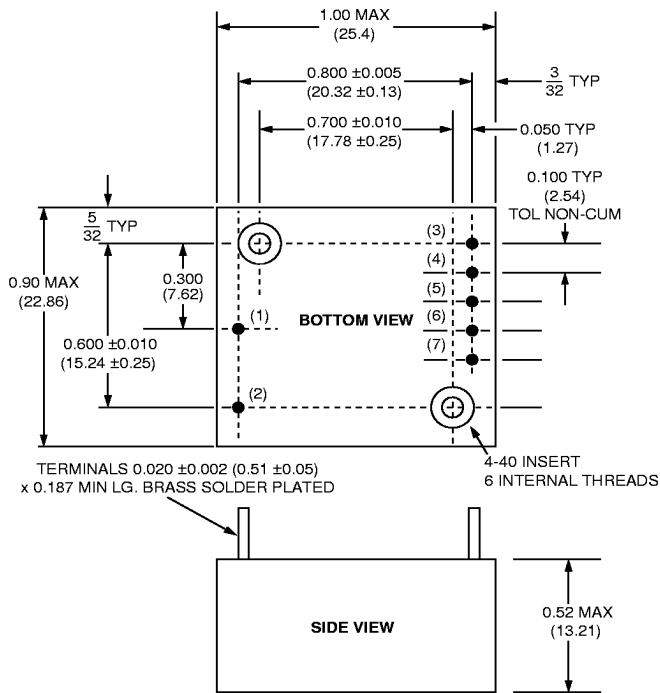 1.00 MAX
(25.4)
0.800 ±0.005
(20.32 ±0.13)
3/32 TYP
0.700 ±0.010
(17.78 ±0.25)
0.050 TYP
(1.27)
0.100 TYP
(2.54)
TOL NON-CUM
5/32 TYP
(3)
(4)
0.90 MAX
(22.86)
0.300
(7.62)
(5)
(1)
BOTTOM VIEW
(6)
0.600 ±0.010
(15.24 ±0.25)
(7)
(2)
TERMINALS 0.020 ±0.002 (0.51 ±0.05)
x 0.187 MIN LG. BRASS SOLDER PLATED
4-40 INSERT
6 INTERNAL THREADS
SIDE VIEW
0.52 MAX
(13.21)